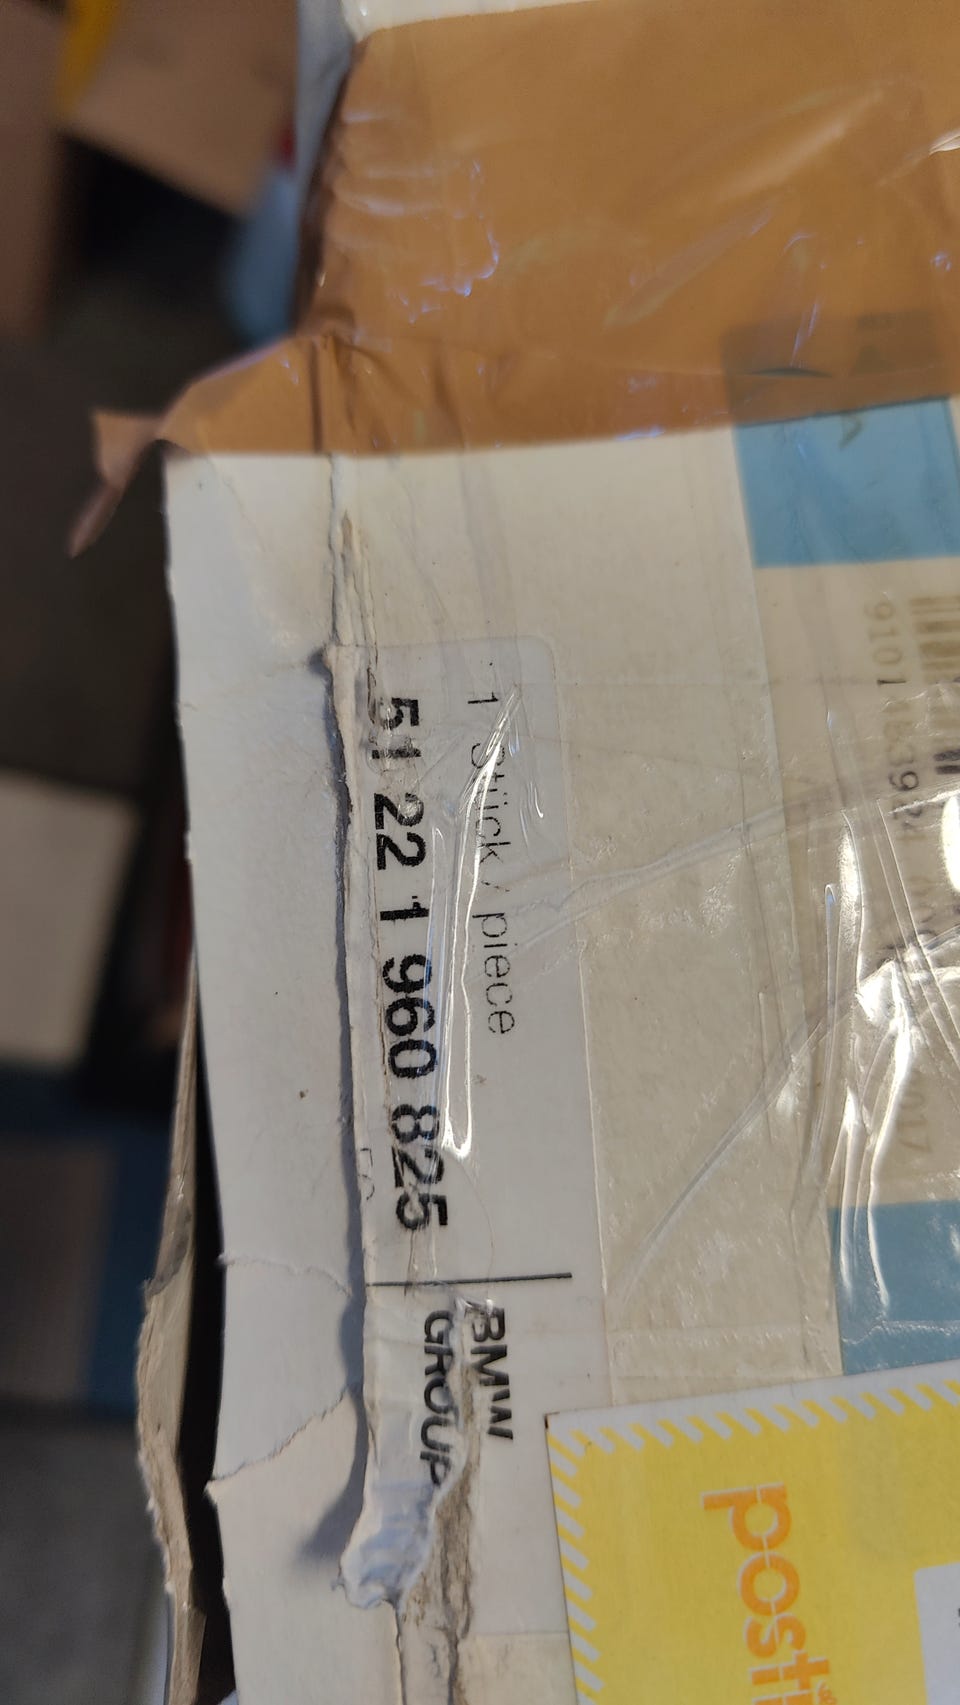 1 Stück / piece
51 22 1 960 825
BMW
GROUP
posti